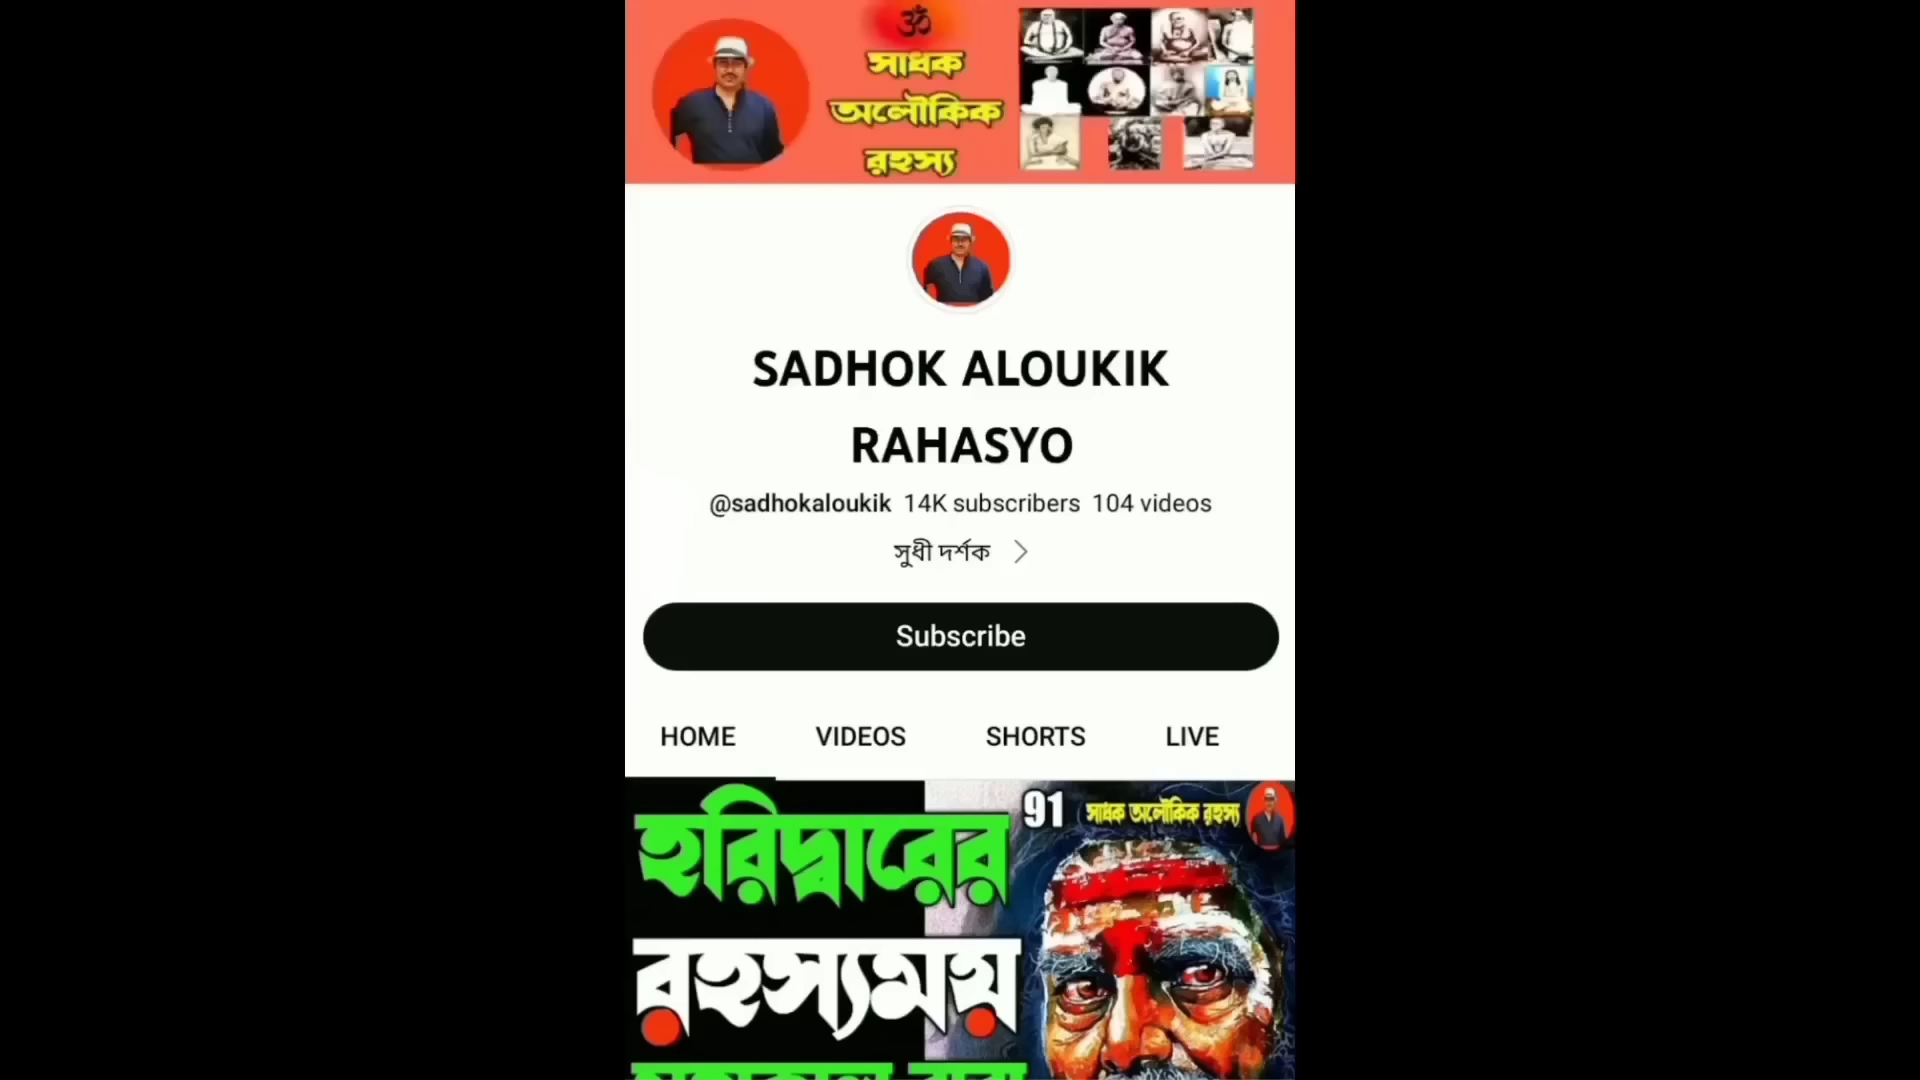 ॐ
সাধক
অলৌকিক
রহস্য
SADHOK ALOUKIK
RAHASYO
@sadhokaloukik 14K subscribers 104 videos
সুধী দর্শক
Subscribe
HOME VIDEOS SHORTS LIVE
91 সাধক অলৌকিক রহস্য
হরিদ্বারের
রহস্যময়